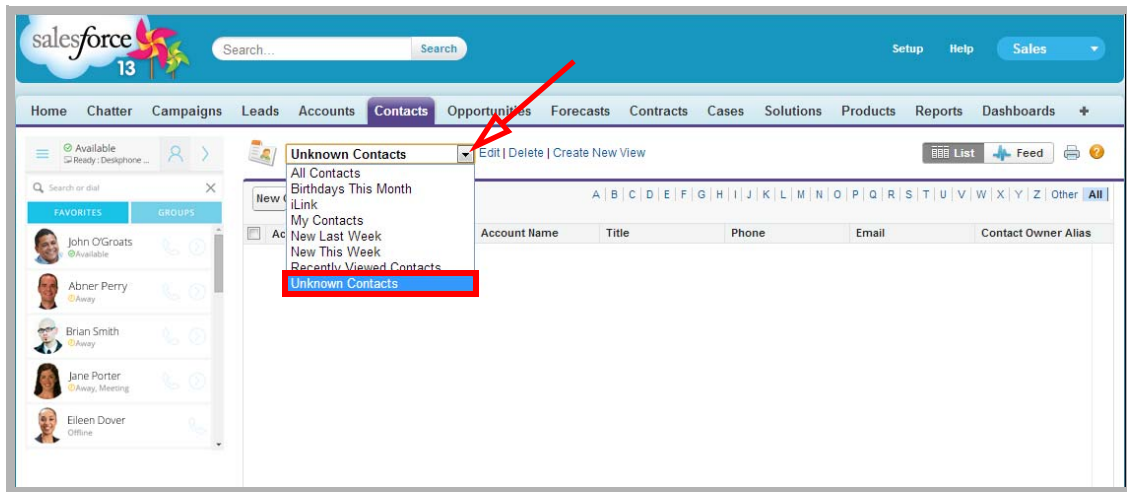 salesforce
13
Search...
Search
Setup Help Sales
Home Chatter Campaigns Leads Accounts Contacts Opportunities Forecasts Contracts Cases Solutions Products Reports Dashboards +
Available
Ready : Deskphone ...
Unknown Contacts
Edit | Delete | Create New View
List Feed
Search or dial
FAVORITES GROUPS
All Contacts
Birthdays This Month
iLink
My Contacts
New Last Week
New This Week
Recently Viewed Contacts
Unknown Contacts
New
A | B | C | D | E | F | G | H | I | J | K | L | M | N | O | P | Q | R | S | T | U | V | W | X | Y | Z | Other All
Ac Account Name Title Phone Email Contact Owner Alias
John O'Groats
Available
Abner Perry
Away
Brian Smith
Away
Jane Porter
Away, Meeting
Eileen Dover
Offline